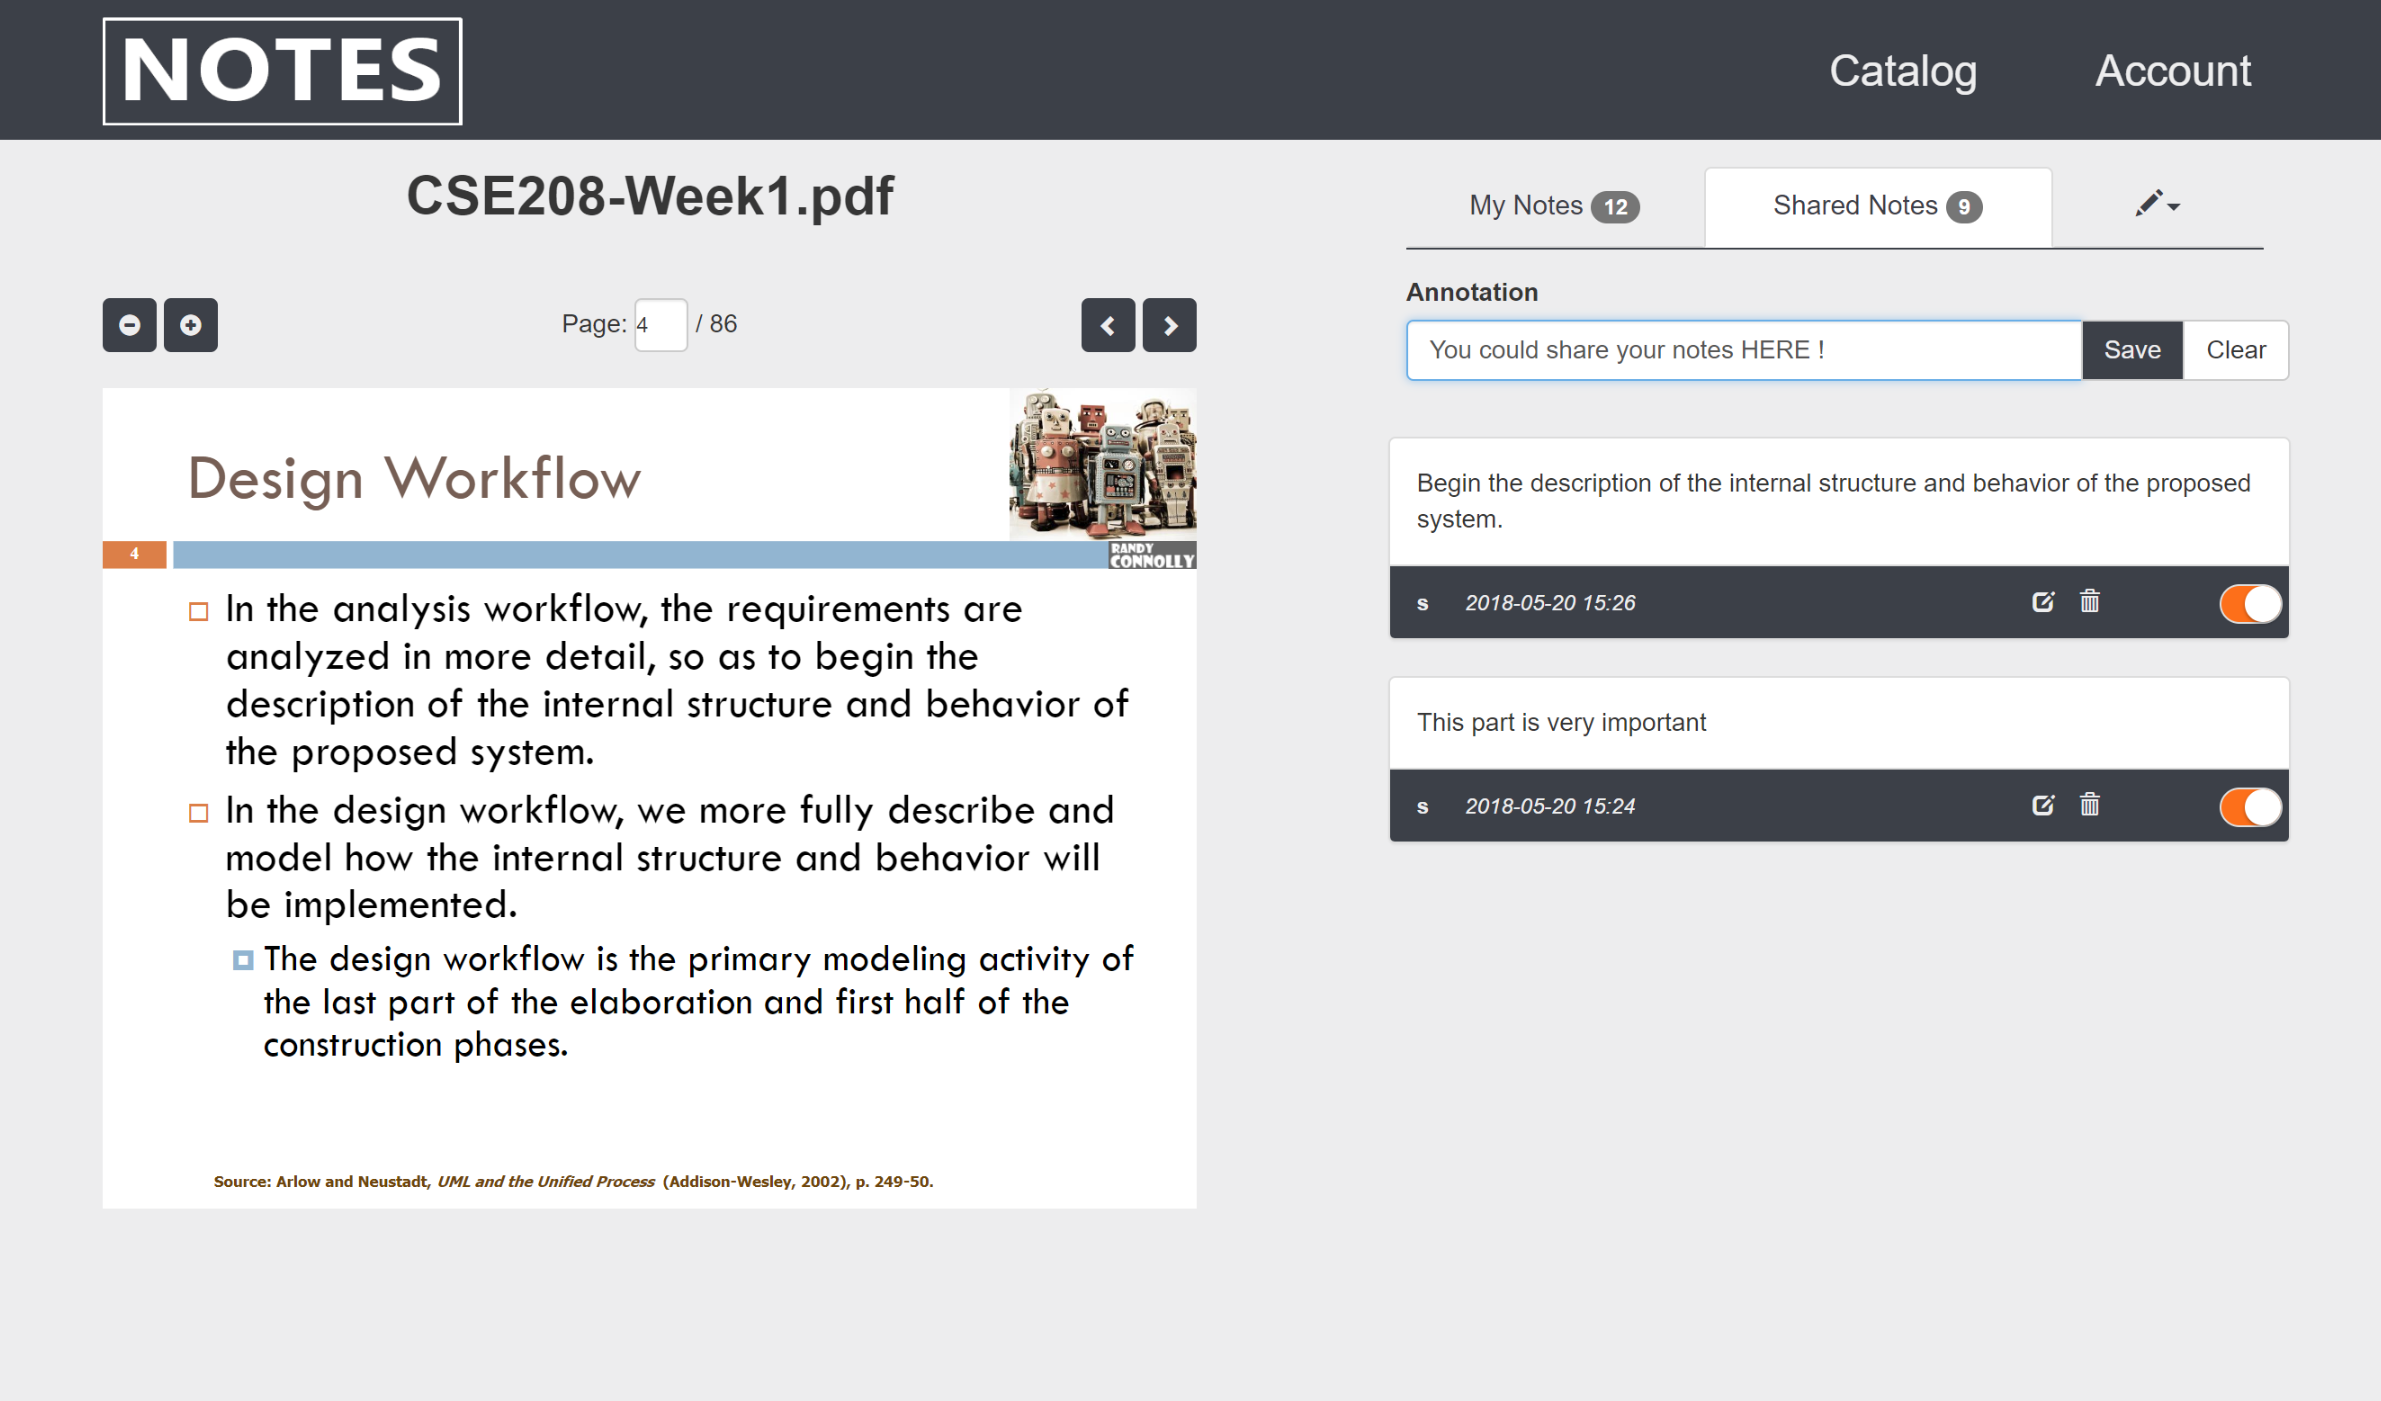 NOTES
Catalog
Account
CSE208-Week1.pdf
Page: 4 / 86
Design Workflow
RANDY
CONNOLLY
4
In the analysis workflow, the requirements are
analyzed in more detail, so as to begin the
description of the internal structure and behavior of
the proposed system.
In the design workflow, we more fully describe and
model how the internal structure and behavior will
be implemented.
The design workflow is the primary modeling activity of
the last part of the elaboration and first half of the
construction phases.
Source: Arlow and Neustadt, UML and the Unified Process (Addison-Wesley, 2002), p. 249-50.
My Notes 12
Shared Notes 9
Annotation
You could share your notes HERE !
Save
Clear
Begin the description of the internal structure and behavior of the proposed
system.
s 2018-05-20 15:26
This part is very important
s 2018-05-20 15:24